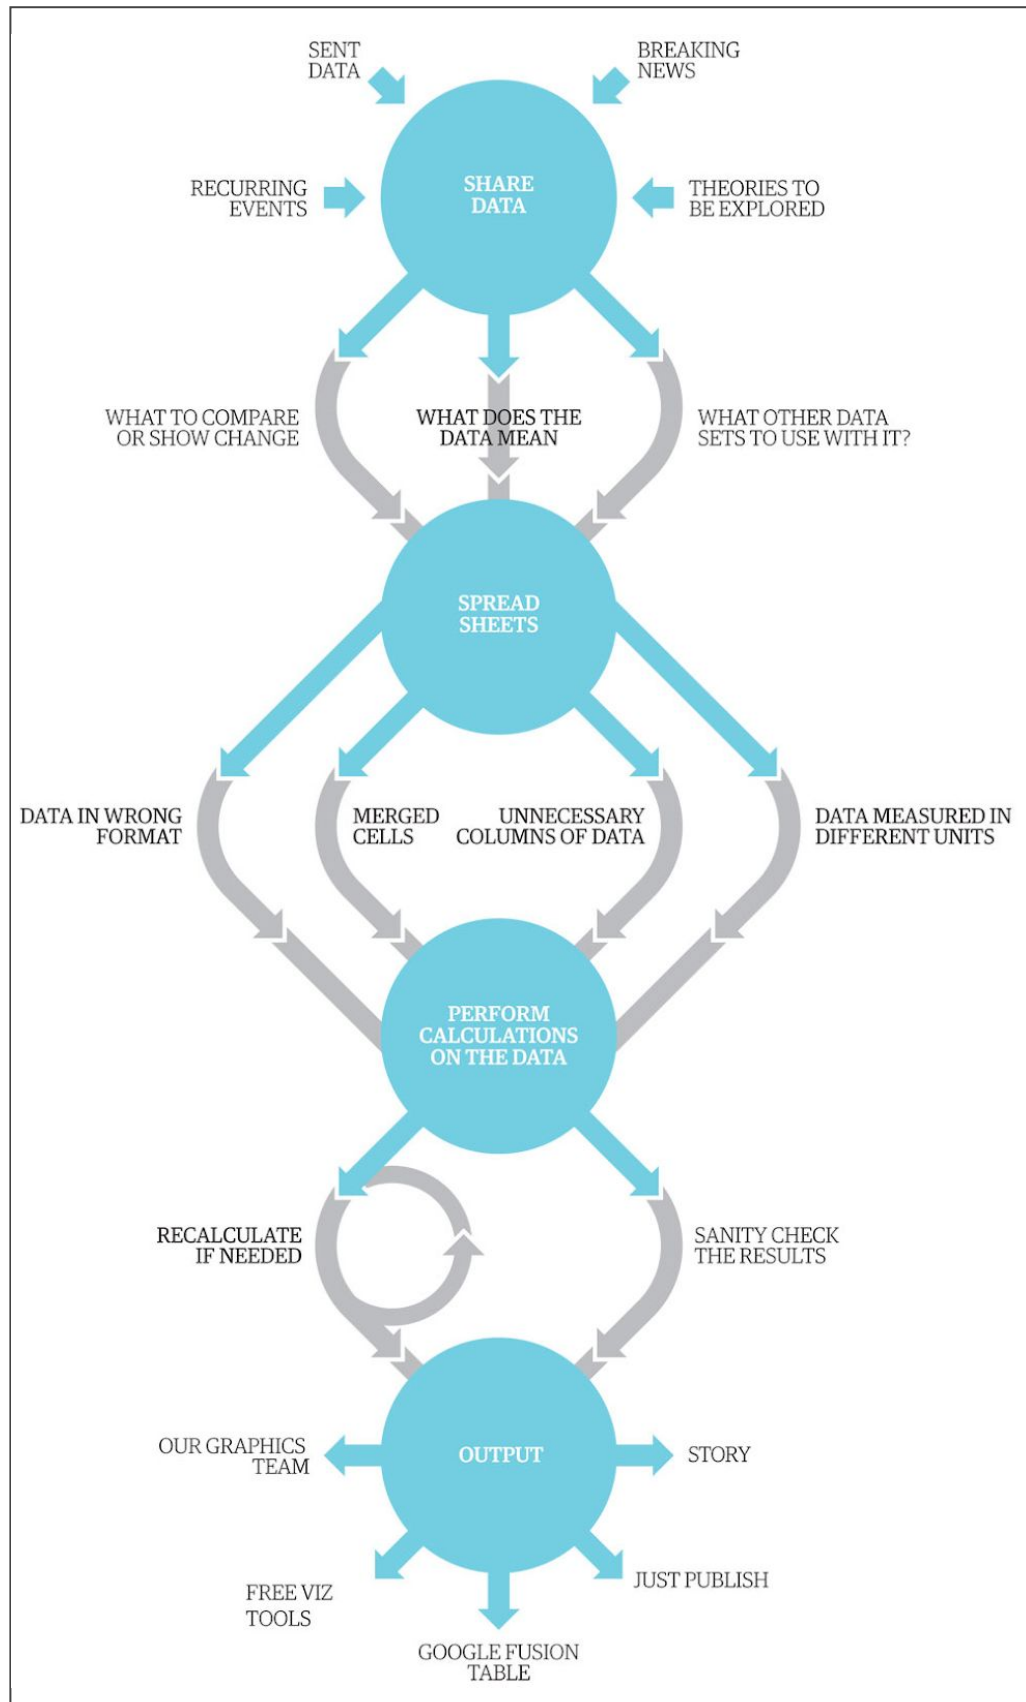 SENT
DATA
BREAKING
NEWS
RECURRING
EVENTS
SHARE
DATA
THEORIES TO
BE EXPLORED
WHAT TO COMPARE
OR SHOW CHANGE
WHAT DOES THE
DATA MEAN
WHAT OTHER DATA
SETS TO USE WITH IT?
SPREAD
SHEETS
DATA IN WRONG
FORMAT
MERGED
CELLS
UNNECESSARY
COLUMNS OF DATA
DATA MEASURED IN
DIFFERENT UNITS
PERFORM
CALCULATIONS
ON THE DATA
RECALCULATE
IF NEEDED
SANITY CHECK
THE RESULTS
OUR GRAPHICS
TEAM
OUTPUT
STORY
FREE VIZ
TOOLS
GOOGLE FUSION
TABLE
JUST PUBLISH